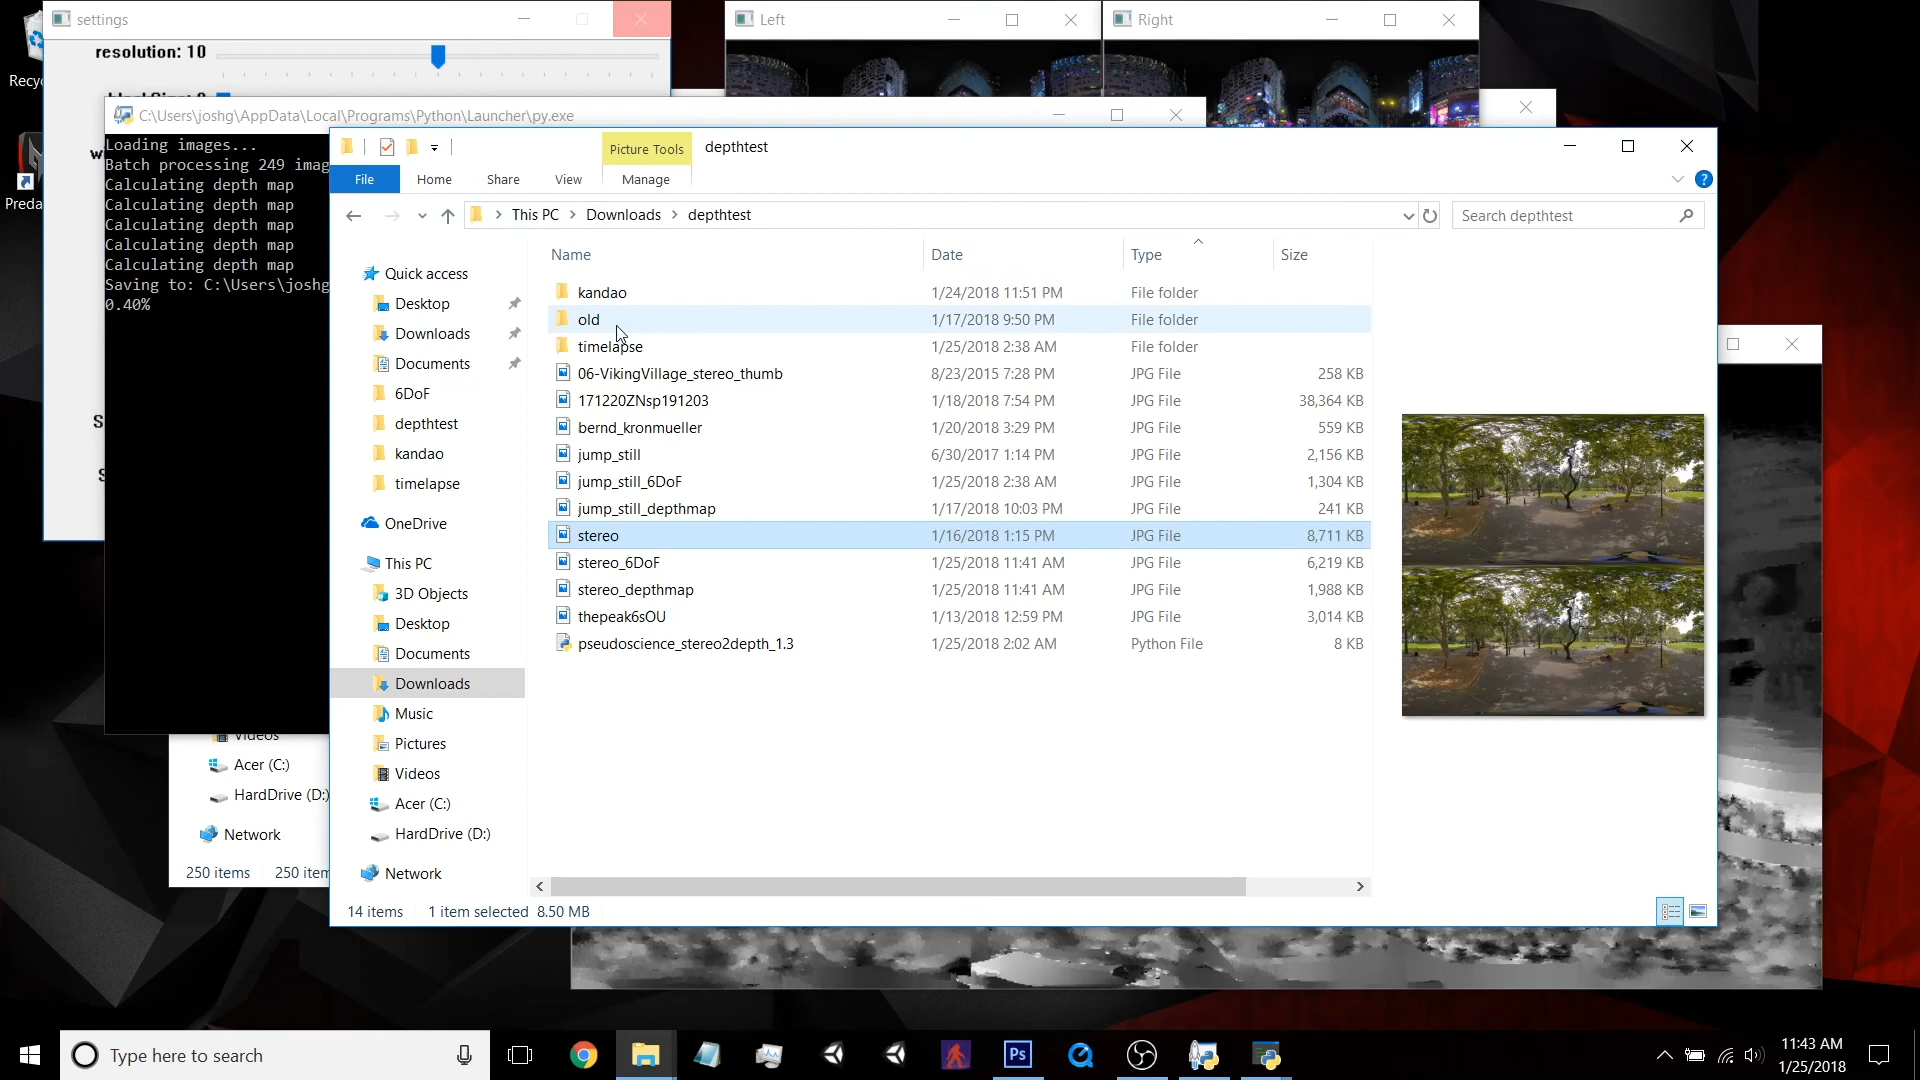 settings
Left
Right
resolution: 10
Recyc
C:\Users\joshg\AppData\Local\Programs\Python\Launcher\py.exe
Loading images...
Batch processing 249 imag
Calculating depth map
Calculating depth map
Calculating depth map
Calculating depth map
Calculating depth map
Saving to: C:\Users\joshg
0.40%
w
S
S
Preda
Picture Tools
depthtest
File
Home
Share
View
Manage
This PC
Downloads
depthtest
Search depthtest
Name
Date
Type
Size
kandao 1/24/2018 11:51 PM File folder
old 1/17/2018 9:50 PM File folder
timelapse 1/25/2018 2:38 AM File folder
06-VikingVillage_stereo_thumb 8/23/2015 7:28 PM JPG File 258 KB
171220ZNsp191203 1/18/2018 7:54 PM JPG File 38,364 KB
bernd_kronmueller 1/20/2018 3:29 PM JPG File 559 KB
jump_still 6/30/2017 1:14 PM JPG File 2,156 KB
jump_still_6DoF 1/25/2018 2:38 AM JPG File 1,304 KB
jump_still_depthmap 1/17/2018 10:03 PM JPG File 241 KB
stereo 1/16/2018 1:15 PM JPG File 8,711 KB
stereo_6DoF 1/25/2018 11:41 AM JPG File 6,219 KB
stereo_depthmap 1/25/2018 11:41 AM JPG File 1,988 KB
thepeak6sOU 1/13/2018 12:59 PM JPG File 3,014 KB
pseudoscience_stereo2depth_1.3 1/25/2018 2:02 AM Python File 8 KB
Quick access
Desktop
Downloads
Documents
6DoF
depthtest
kandao
timelapse
OneDrive
This PC
3D Objects
Desktop
Documents
Downloads
Music
Pictures
Videos
Acer (C:)
HardDrive (D:)
Network
14 items 1 item selected 8.50 MB
Videos
Acer (C:)
HardDrive (D:)
Network
250 items 250 item
Type here to search
Ps
11:43 AM
1/25/2018